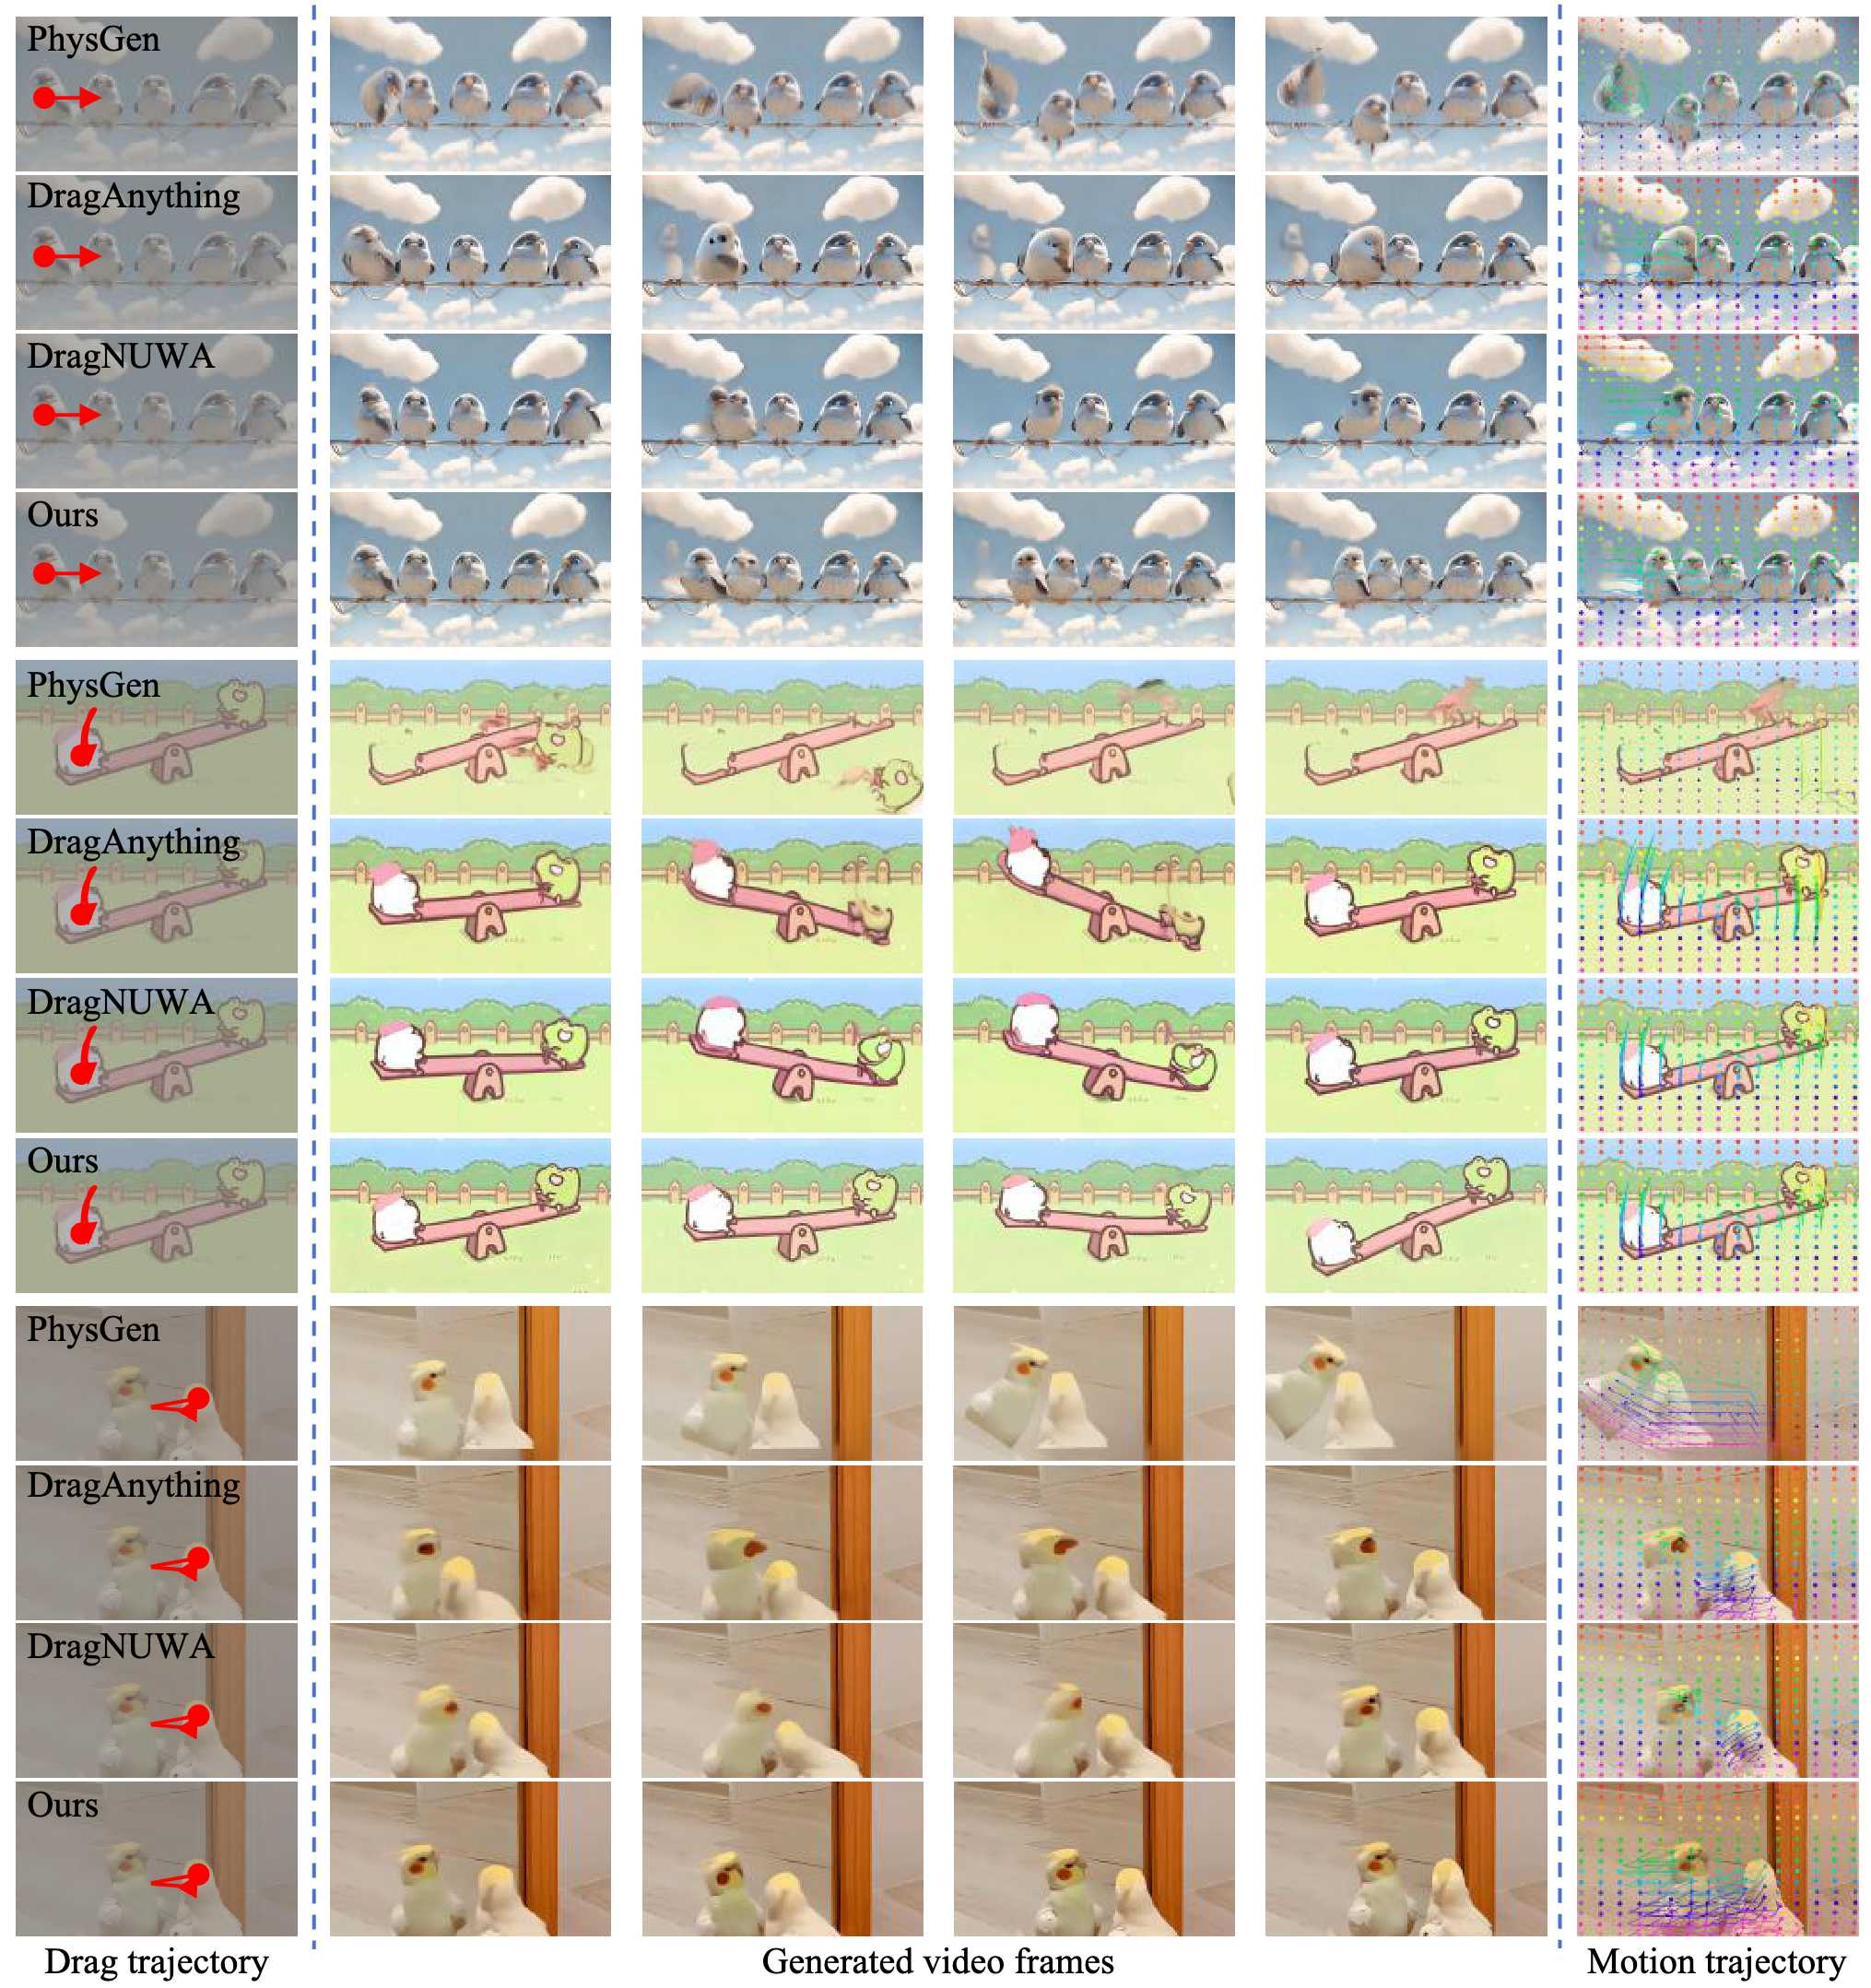 PhysGen
DragAnything
DragNUWA
Ours
PhysGen
DragAnything
DragNUWA
Ours
PhysGen
DragAnything
DragNUWA
Ours
Drag trajectory
Generated video frames
Motion trajectory